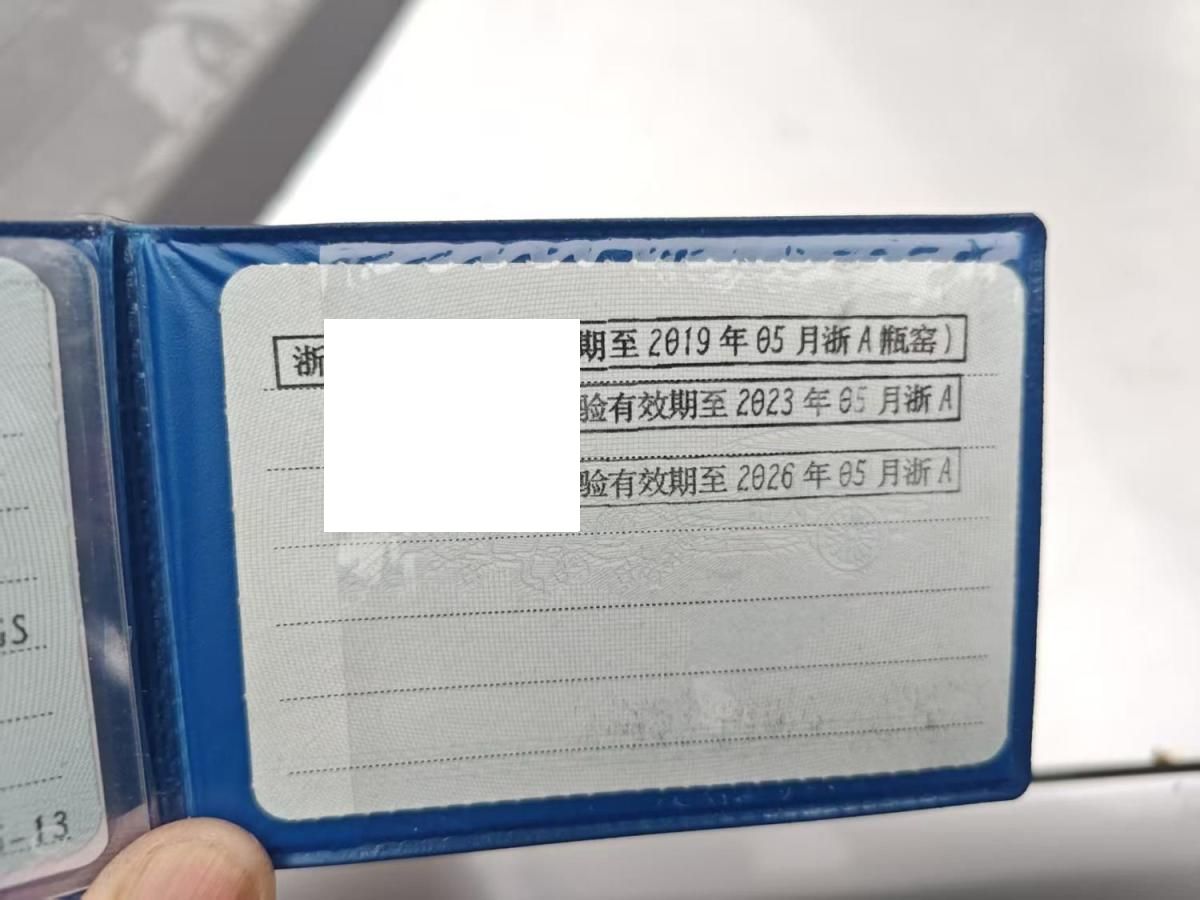 GS
-13
浙
期至 2019 年 05 月浙 A(瓶窑)
验有效期至 2023 年 05 月浙 A
验有效期至 2026 年 05 月浙 A